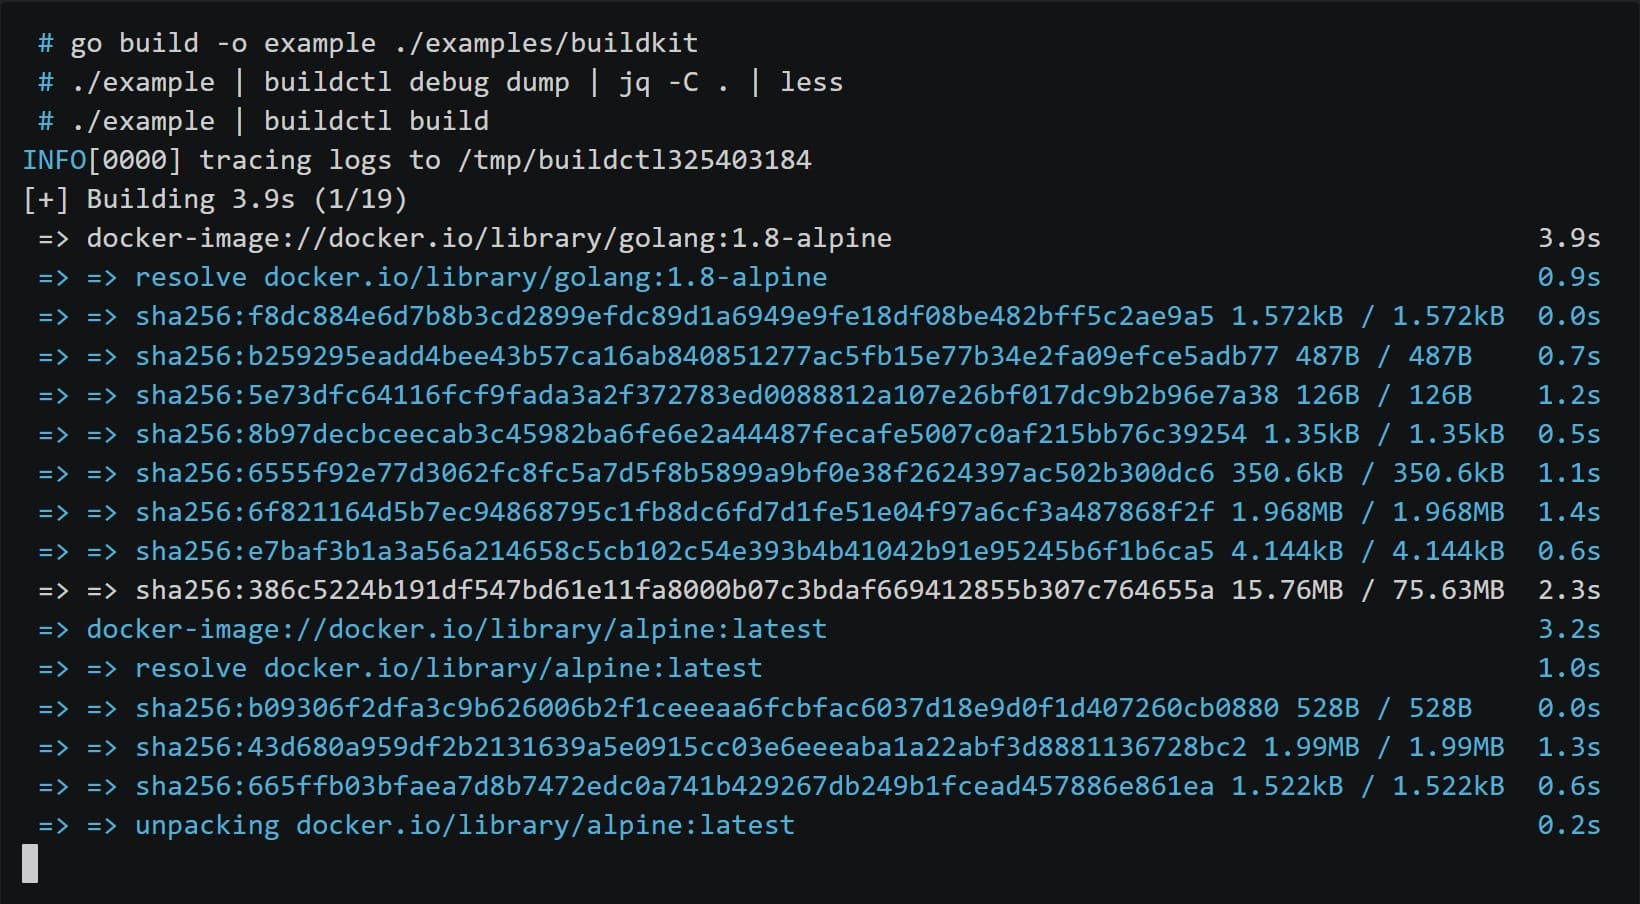 # go build -o example ./examples/buildkit
# ./example | buildctl debug dump | jq -C . | less
# ./example | buildctl build
INFO[0000] tracing logs to /tmp/buildctl325403184
[+] Building 3.9s (1/19)
=> docker-image://docker.io/library/golang:1.8-alpine 3.9s
=> => resolve docker.io/library/golang:1.8-alpine 0.9s
=> => sha256:f8dc884e6d7b8b3cd2899efdc89d1a6949e9fe18df08be482bff5c2ae9a5 1.572kB / 1.572kB 0.0s
=> => sha256:b259295eadd4bee43b57ca16ab840851277ac5fb15e77b34e2fa09efce5adb77 487B / 487B 0.7s
=> => sha256:5e73dfc64116fcf9fada3a2f372783ed0088812a107e26bf017dc9b2b96e7a38 126B / 126B 1.2s
=> => sha256:8b97decbceecab3c45982ba6fe6e2a44487fecafe5007c0af215bb76c39254 1.35kB / 1.35kB 0.5s
=> => sha256:6555f92e77d3062fc8fc5a7d5f8b5899a9bf0e38f2624397ac502b300dc6 350.6kB / 350.6kB 1.1s
=> => sha256:6f821164d5b7ec94868795c1fb8dc6fd7d1fe51e04f97a6cf3a487868f2f 1.968MB / 1.968MB 1.4s
=> => sha256:e7baf3b1a3a56a214658c5cb102c54e393b4b41042b91e95245b6f1b6ca5 4.144kB / 4.144kB 0.6s
=> => sha256:386c5224b191df547bd61e11fa8000b07c3bdaf669412855b307c764655a 15.76MB / 75.63MB 2.3s
=> docker-image://docker.io/library/alpine:latest 3.2s
=> => resolve docker.io/library/alpine:latest 1.0s
=> => sha256:b09306f2dfa3c9b626006b2f1ceeeaa6fcbfac6037d18e9d0f1d407260cb0880 528B / 528B 0.0s
=> => sha256:43d680a959df2b2131639a5e0915cc03e6eeeaba1a22abf3d8881136728bc2 1.99MB / 1.99MB 1.3s
=> => sha256:665ffb03bfaea7d8b7472edc0a741b429267db249b1fcead457886e861ea 1.522kB / 1.522kB 0.6s
=> => unpacking docker.io/library/alpine:latest 0.2s